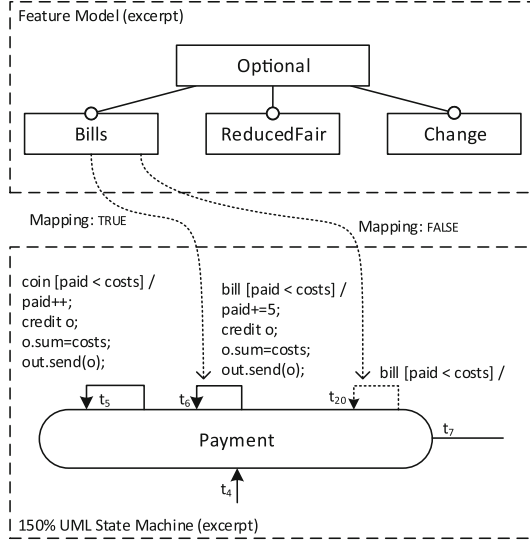 Feature Model (excerpt)
Optional
Bills
ReducedFair
Change
Mapping: TRUE
Mapping: FALSE
coin [paid < costs] /
paid++;
credit o;
o.sum=costs;
out.send(o);
bill [paid < costs] /
paid+=5;
credit o;
o.sum=costs;
out.send(o);
bill [paid < costs] /
t5
t6
t20
Payment
t7
t4
150% UML State Machine (excerpt)